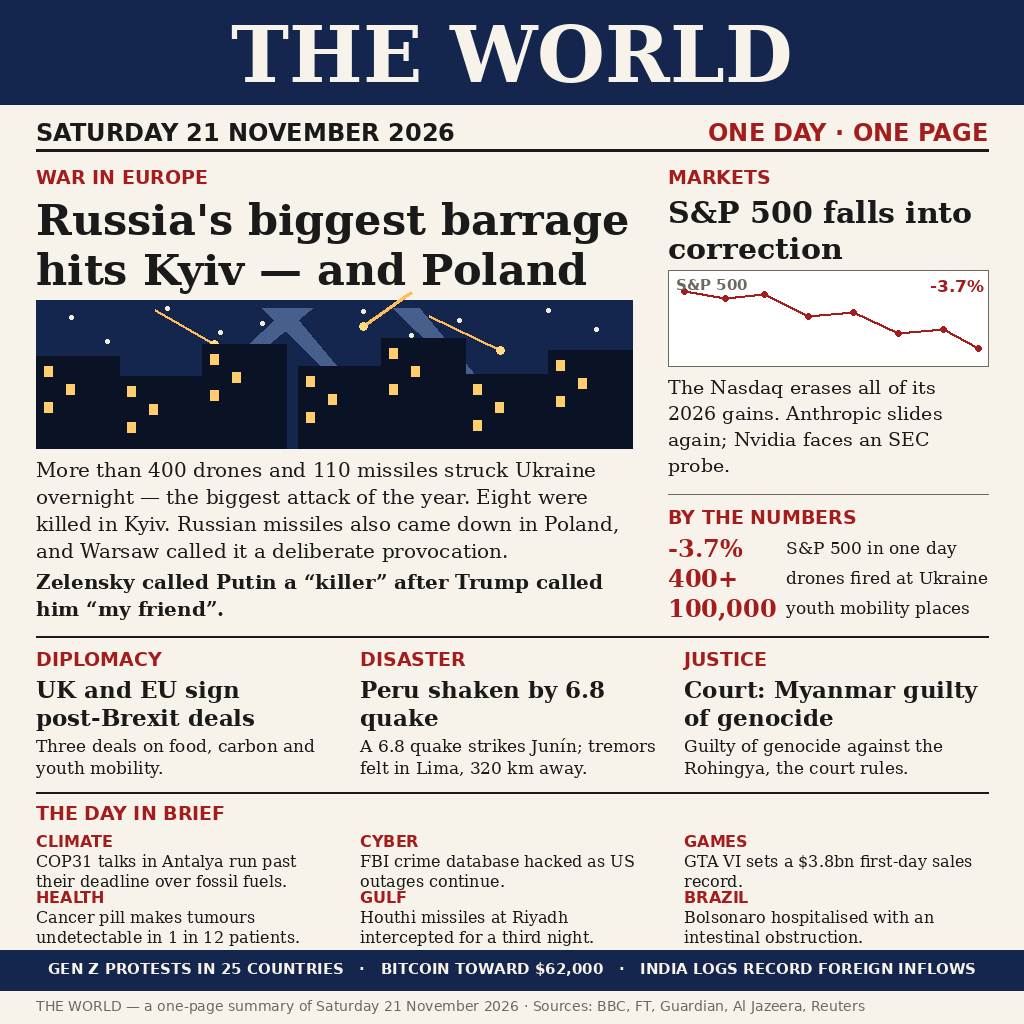 THE WORLD
SATURDAY 21 NOVEMBER 2026
ONE DAY · ONE PAGE
WAR IN EUROPE
Russia's biggest barrage
hits Kyiv — and Poland
More than 400 drones and 110 missiles struck Ukraine
overnight — the biggest attack of the year. Eight were
killed in Kyiv. Russian missiles also came down in Poland,
and Warsaw called it a deliberate provocation.
Zelensky called Putin a “killer” after Trump called
him “my friend”.
MARKETS
S&P 500 falls into
correction
S&P 500
-3.7%
The Nasdaq erases all of its
2026 gains. Anthropic slides
again; Nvidia faces an SEC
probe.
BY THE NUMBERS
-3.7% S&P 500 in one day
400+ drones fired at Ukraine
100,000 youth mobility places
DIPLOMACY
UK and EU sign
post-Brexit deals
Three deals on food, carbon and
youth mobility.
DISASTER
Peru shaken by 6.8
quake
A 6.8 quake strikes Junín; tremors
felt in Lima, 320 km away.
JUSTICE
Court: Myanmar guilty
of genocide
Guilty of genocide against the
Rohingya, the court rules.
THE DAY IN BRIEF
CLIMATE
COP31 talks in Antalya run past
their deadline over fossil fuels.
CYBER
FBI crime database hacked as US
outages continue.
GAMES
GTA VI sets a $3.8bn first-day sales
record.
HEALTH
Cancer pill makes tumours
undetectable in 1 in 12 patients.
GULF
Houthi missiles at Riyadh
intercepted for a third night.
BRAZIL
Bolsonaro hospitalised with an
intestinal obstruction.
GEN Z PROTESTS IN 25 COUNTRIES · BITCOIN TOWARD $62,000 · INDIA LOGS RECORD FOREIGN INFLOWS
THE WORLD — a one-page summary of Saturday 21 November 2026 · Sources: BBC, FT, Guardian, Al Jazeera, Reuters